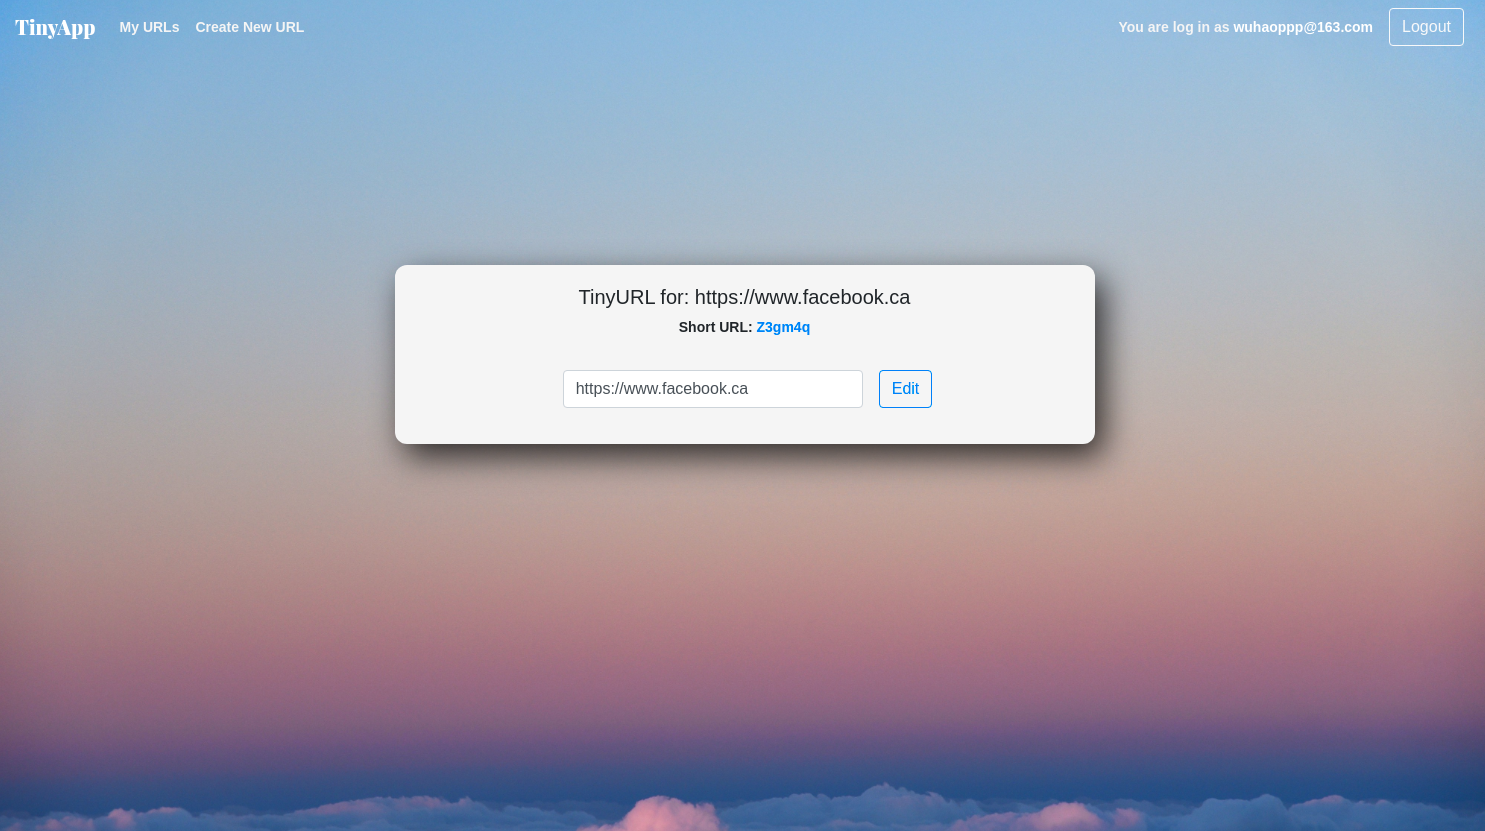 TinyApp My URLs Create New URL You are log in as wuhaoppp@163.com Logout
TinyURL for: https://www.facebook.ca
Short URL: Z3gm4q
https://www.facebook.ca Edit